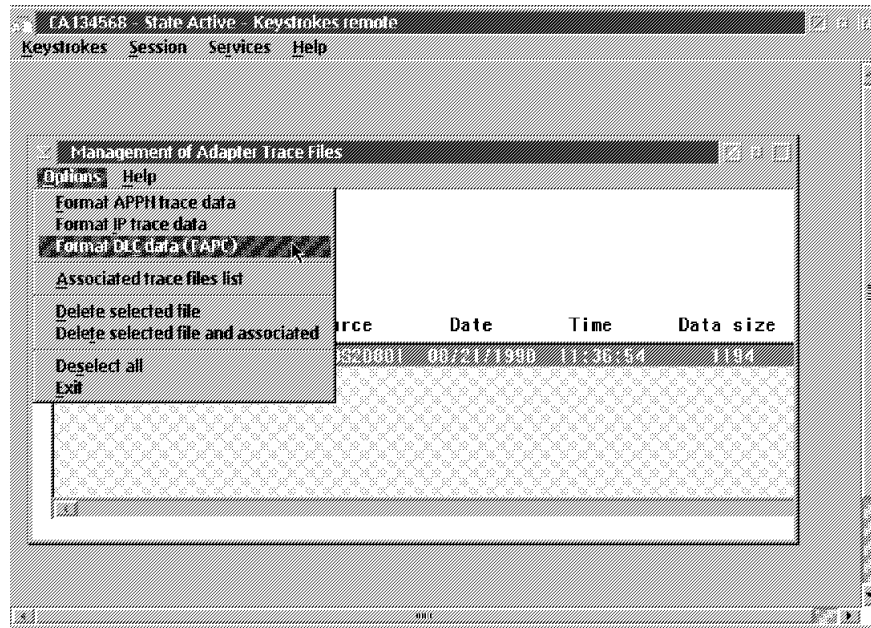 CA134568 - State Active - Keystrokes remote
Keystrokes Session Services Help
Management of Adapter Trace Files
Options Help
Format APPN trace data
Format IP trace data
Format DLC data (TAPC)
Associated trace files list
Delete selected file
Delete selected file and associated
Deselect all
Exit
urce Date Time Data size
11:36:54 1194